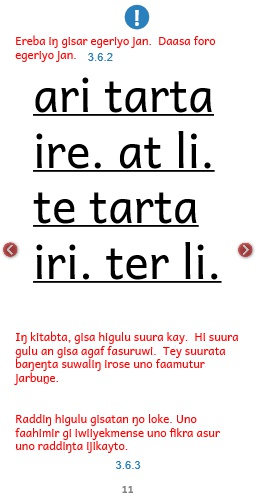 !
Ereba iŋ gisar egeriyo jan. Daasa foro
egeriyo jan. 3.6.2
ari tarta
ire. at li.
te tarta
iri. ter li.
Iŋ kitabta, gisa higulu suura kay. Hi suura
gulu an gisa agaf fasuruwi. Tey suurata
baŋeŋta suwaliŋ irose uno faamutur
jarbuŋe.
Raddiŋ higulu gisatan ŋo loke. Uno
faahimir gi iwiiyekmense uno fikra asur
uno raddiŋta ijikayto.
3.6.3
11